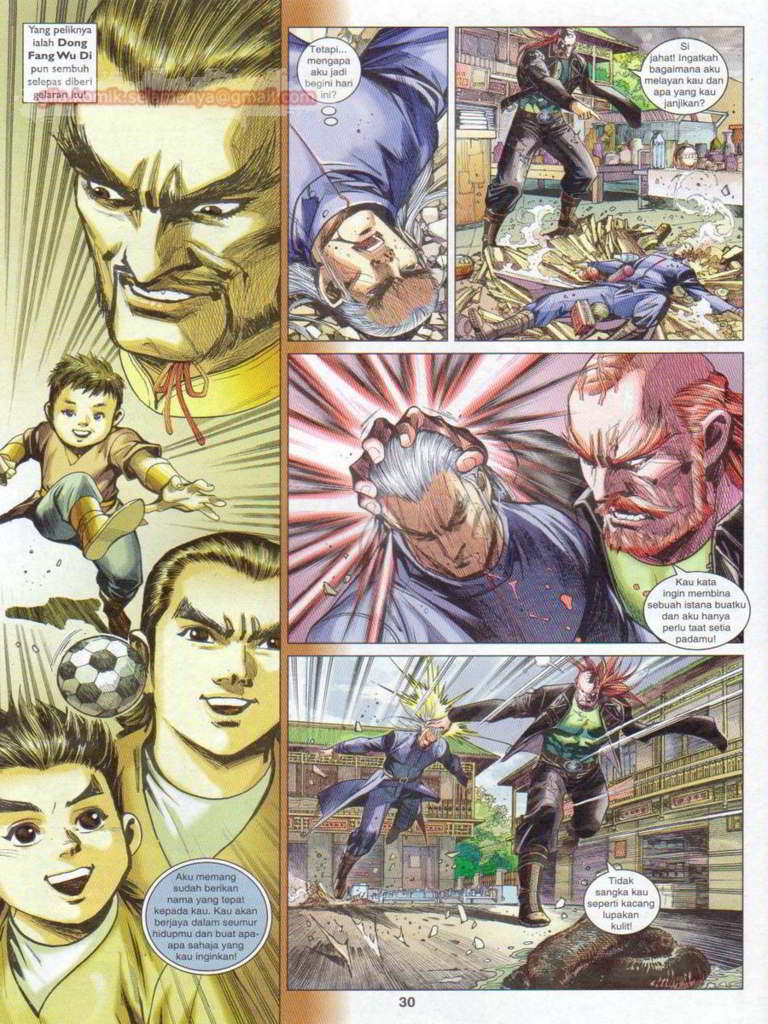 Yang peliknya
ialah Dong
Fang Wu Di
pun sembuh
selepas diberi
gelaran itu!
komik.selamanya@gmail.com
Tetapi...
mengapa
aku jadi
begini hari
ini?
Si
jahat! Ingatkah
bagaimana aku
melayan kau dan
apa yang kau
janjikan?
Kau kata
ingin membina
sebuah istana buatku
dan aku hanya
perlu taat setia
padamu!
Aku memang
sudah berikan
nama yang tepat
kepada kau. Kau akan
berjaya dalam seumur
hidupmu dan buat apa-
apa sahaja yang
kau inginkan!
Tidak
sangka kau
seperti kacang
lupakan
kulit!
30